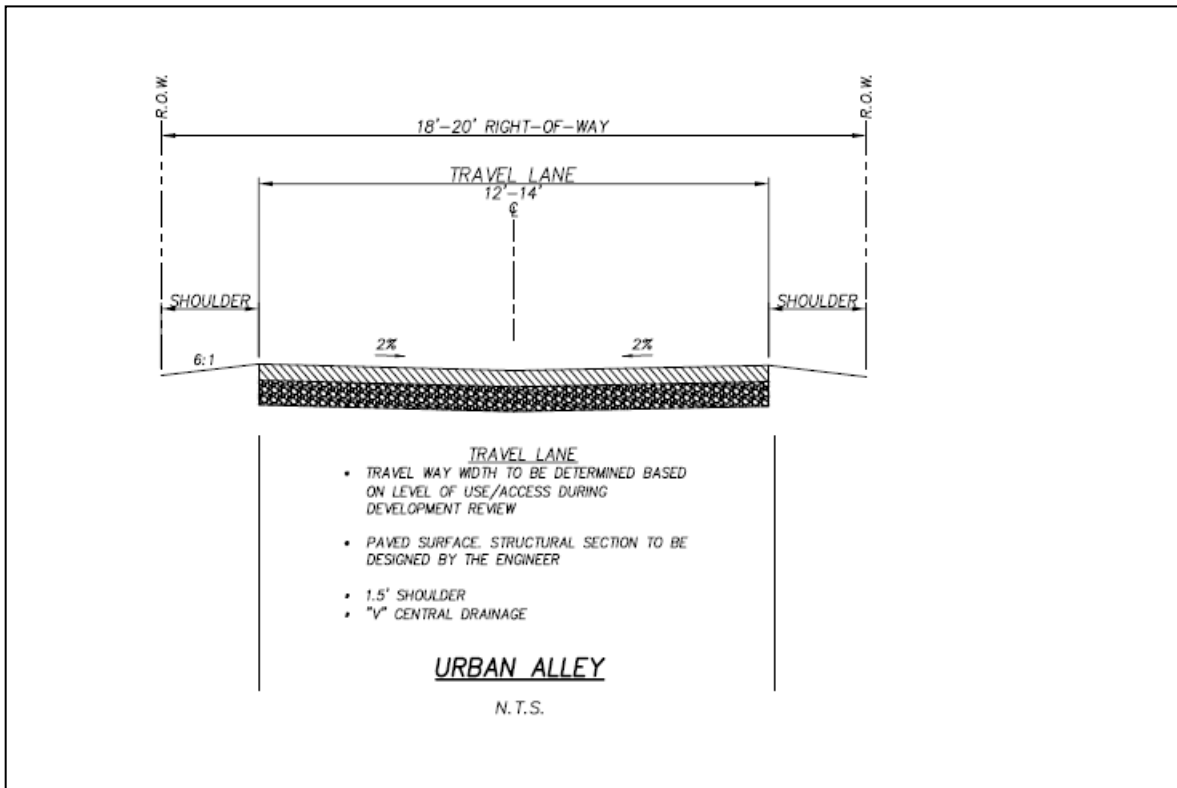 R.O.W.
R.O.W.
18'-20' RIGHT-OF-WAY
TRAVEL LANE
12'-14'
℄
SHOULDER
SHOULDER
6:1
2%
2%
TRAVEL LANE
• TRAVEL WAY WIDTH TO BE DETERMINED BASED
ON LEVEL OF USE/ACCESS DURING
DEVELOPMENT REVIEW
• PAVED SURFACE. STRUCTURAL SECTION TO BE
DESIGNED BY THE ENGINEER
• 1.5' SHOULDER
• "V" CENTRAL DRAINAGE
URBAN ALLEY
N.T.S.